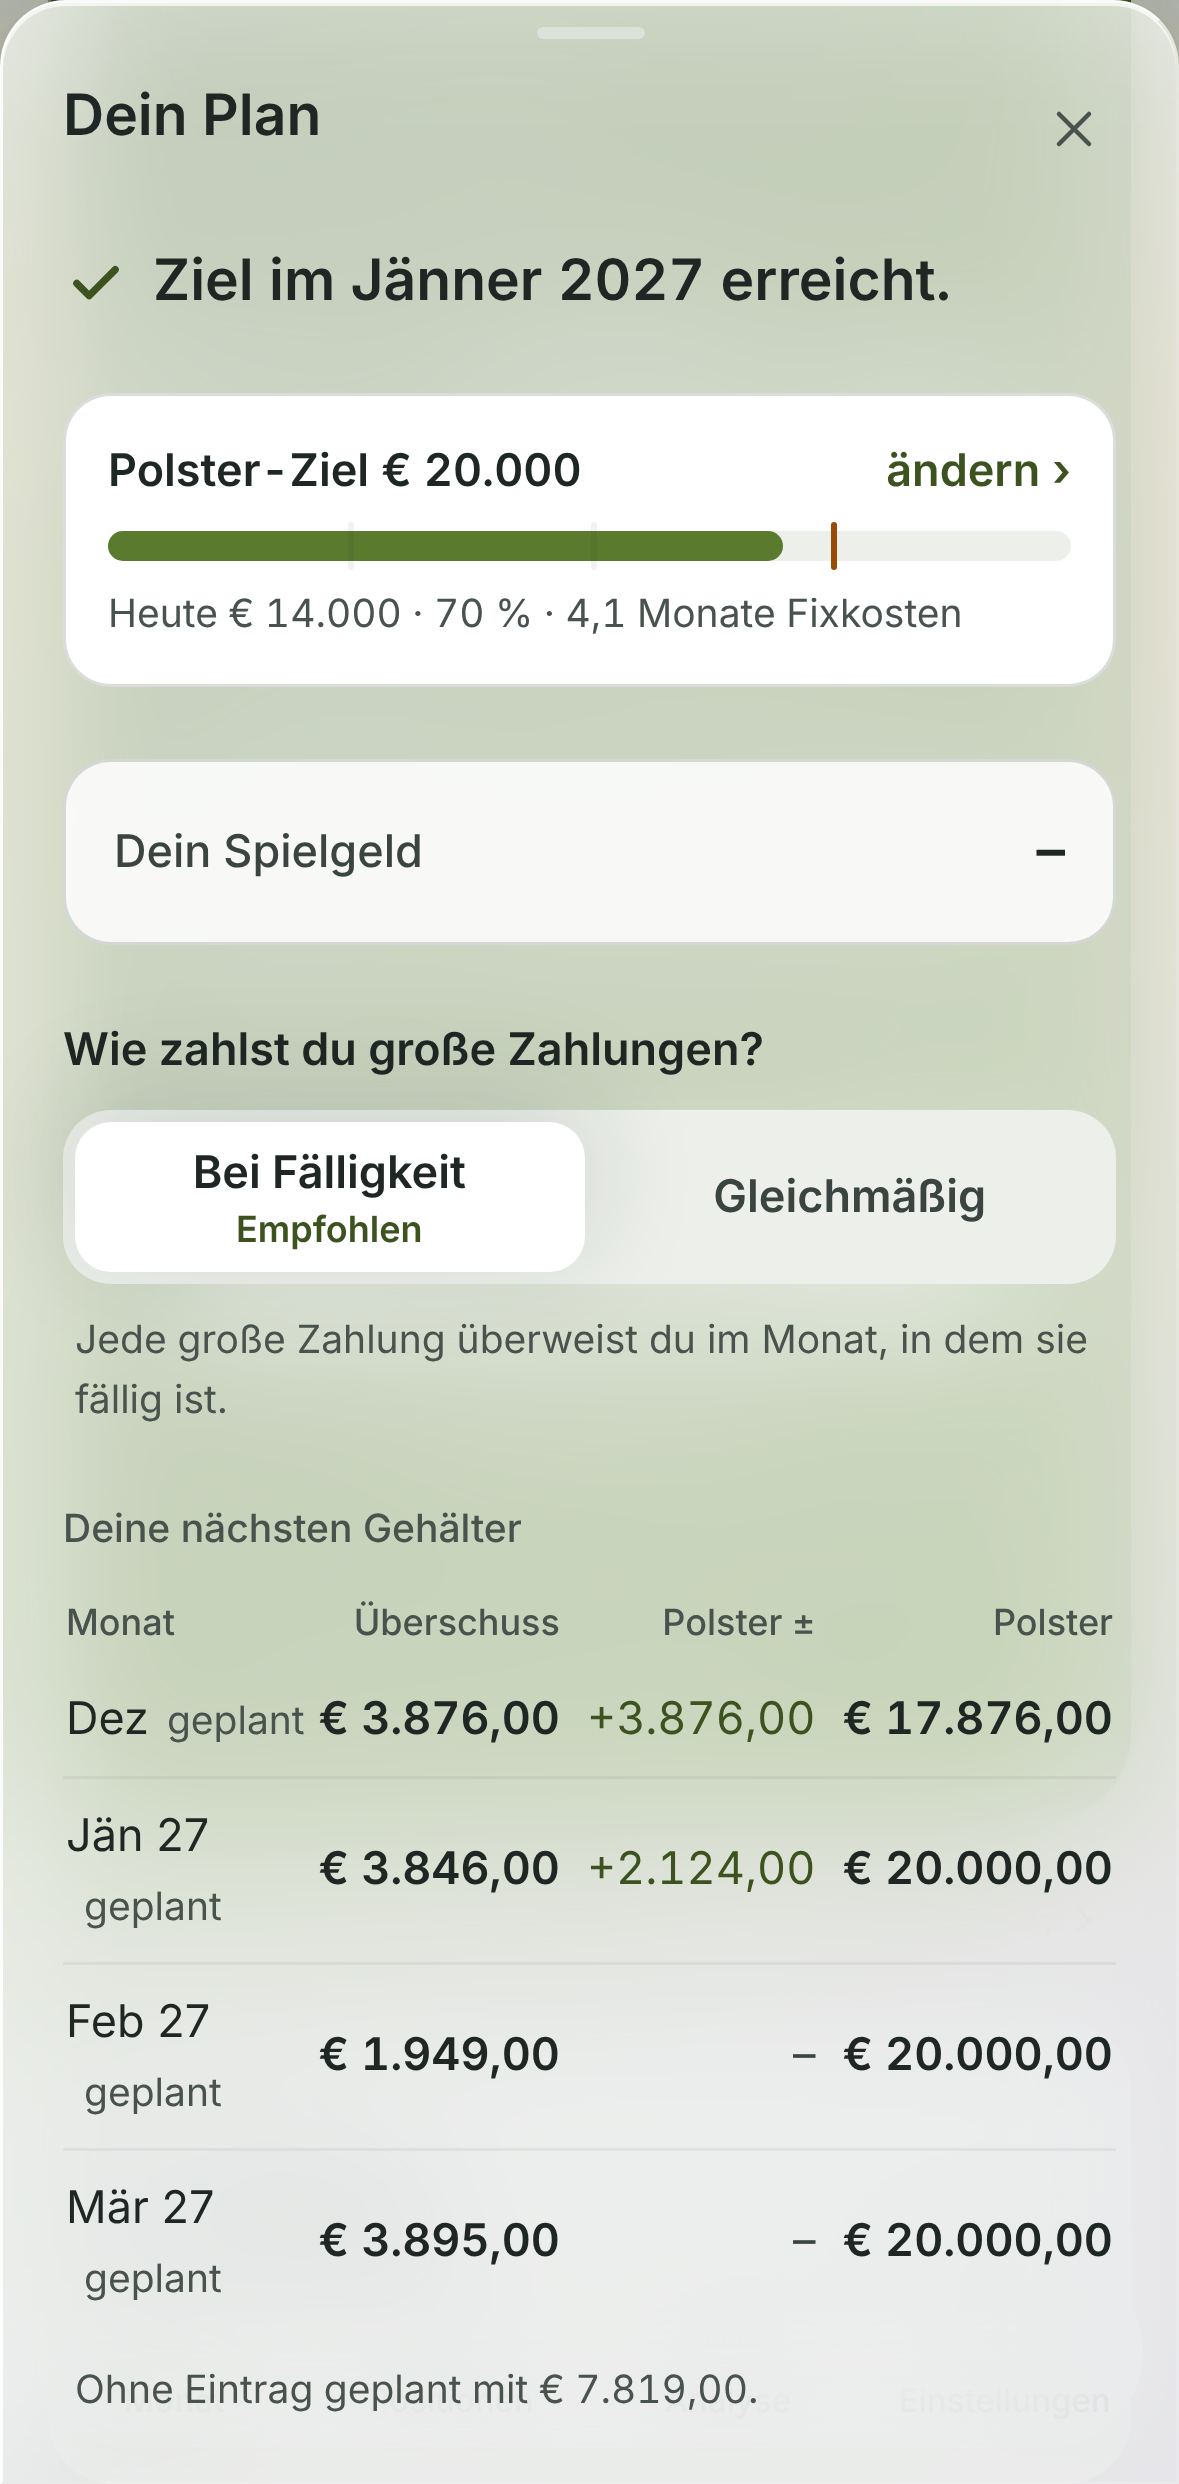 Dein Plan
Ziel im Jänner 2027 erreicht.
Polster-Ziel € 20.000 ändern ›
Heute € 14.000 · 70 % · 4,1 Monate Fixkosten
Dein Spielgeld –
Wie zahlst du große Zahlungen?
Bei Fälligkeit
Empfohlen
Gleichmäßig
Jede große Zahlung überweist du im Monat, in dem sie
fällig ist.
Deine nächsten Gehälter
Monat Überschuss Polster ± Polster
Dez geplant € 3.876,00 +3.876,00 € 17.876,00
Jän 27
geplant
€ 3.846,00 +2.124,00 € 20.000,00
Feb 27
geplant
€ 1.949,00 – € 20.000,00
Mär 27
geplant
€ 3.895,00 – € 20.000,00
Ohne Eintrag geplant mit € 7.819,00.
Einstellungen